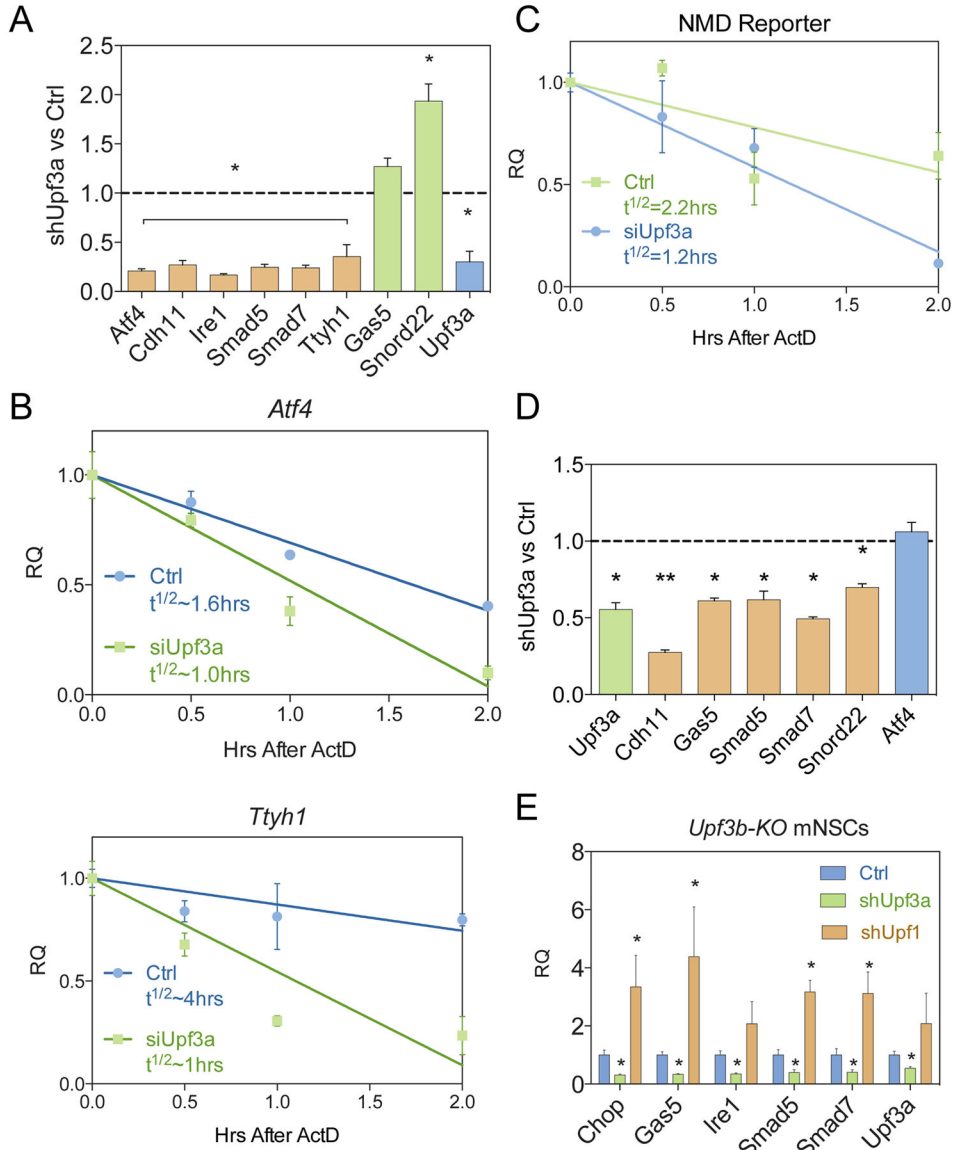 A
shUpf3a vs Ctrl
2.5
2.0
1.5
1.0
0.5
0.0
*
*
*
Atf4
Cdh11
Ire1
Smad5
Smad7
Ttyh1
Gas5
Snord22
Upf3a
C
NMD Reporter
RQ
1.0
0.5
0.0
Ctrl
t1/2=2.2hrs
siUpf3a
t1/2=1.2hrs
0.0
0.5
1.0
1.5
2.0
Hrs After ActD
B
Atf4
RQ
1.0
0.5
0.0
Ctrl
t1/2~1.6hrs
siUpf3a
t1/2~1.0hrs
0.0
0.5
1.0
1.5
2.0
Hrs After ActD
Ttyh1
RQ
1.0
0.5
0.0
Ctrl
t1/2~4hrs
siUpf3a
t1/2~1hrs
0.0
0.5
1.0
1.5
2.0
Hrs After ActD
D
shUpf3a vs Ctrl
1.5
1.0
0.5
0.0
*
**
*
*
*
*
Upf3a
Cdh11
Gas5
Smad5
Smad7
Snord22
Atf4
E
Upf3b-KO mNSCs
RQ
8
6
4
2
0
Ctrl
shUpf3a
shUpf1
*
*
*
*
*
*
*
*
*
*
Chop
Gas5
Ire1
Smad5
Smad7
Upf3a